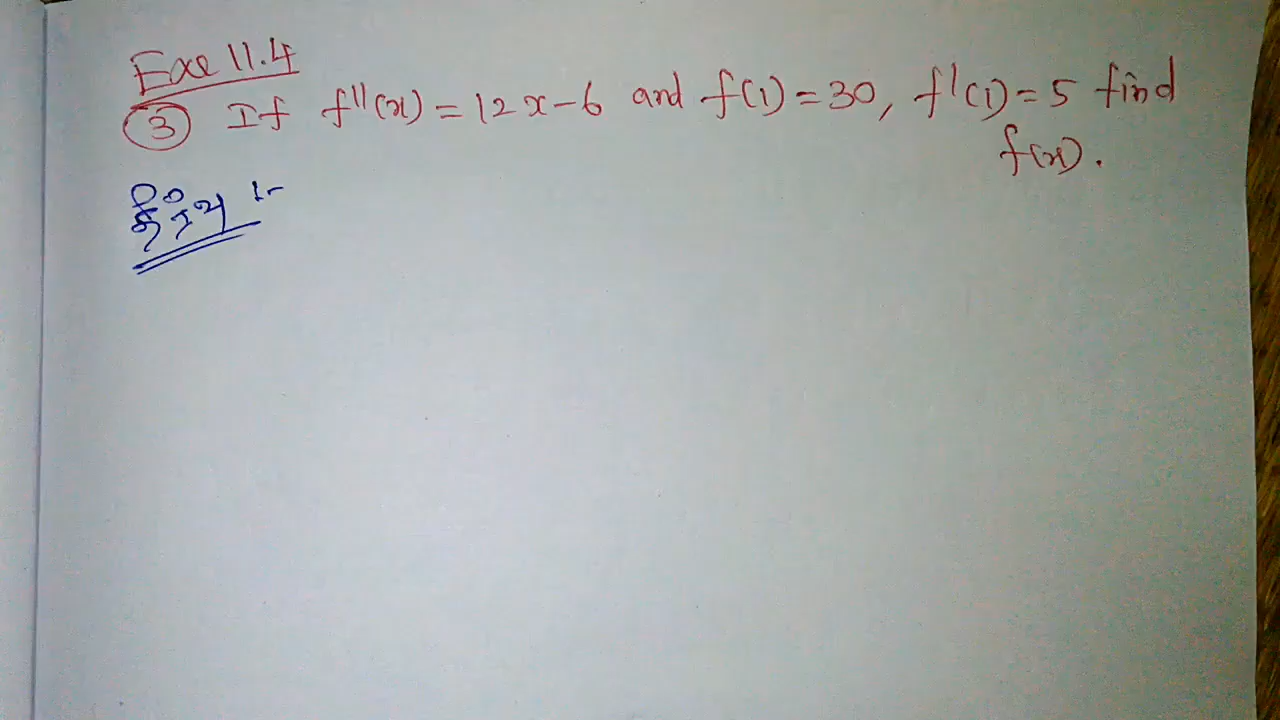 Exe 11.4
③ If f''(x) = 12x-6 and f(1) = 30, f'(1) = 5 find
f(x).
தீர்வு :-